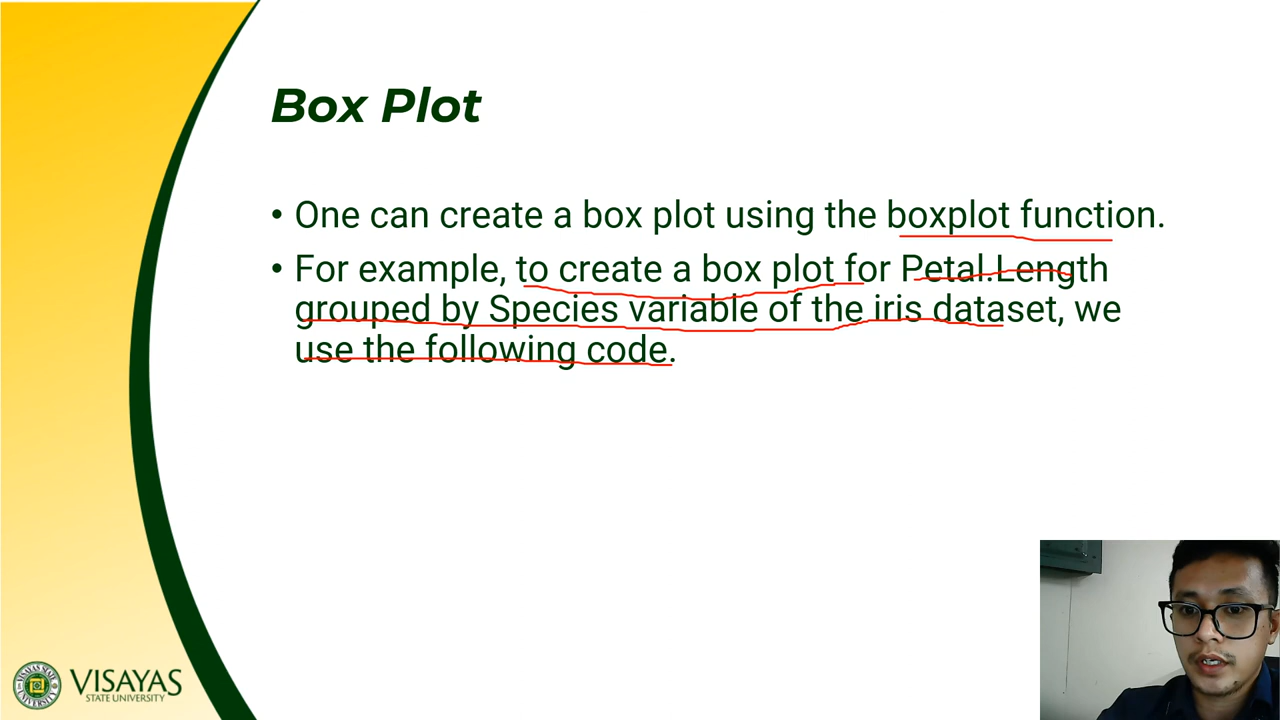 Box Plot
• One can create a box plot using the boxplot function.
• For example, to create a box plot for Petal.Length
grouped by Species variable of the iris dataset, we
use the following code.
VISAYAS
STATE UNIVERSITY